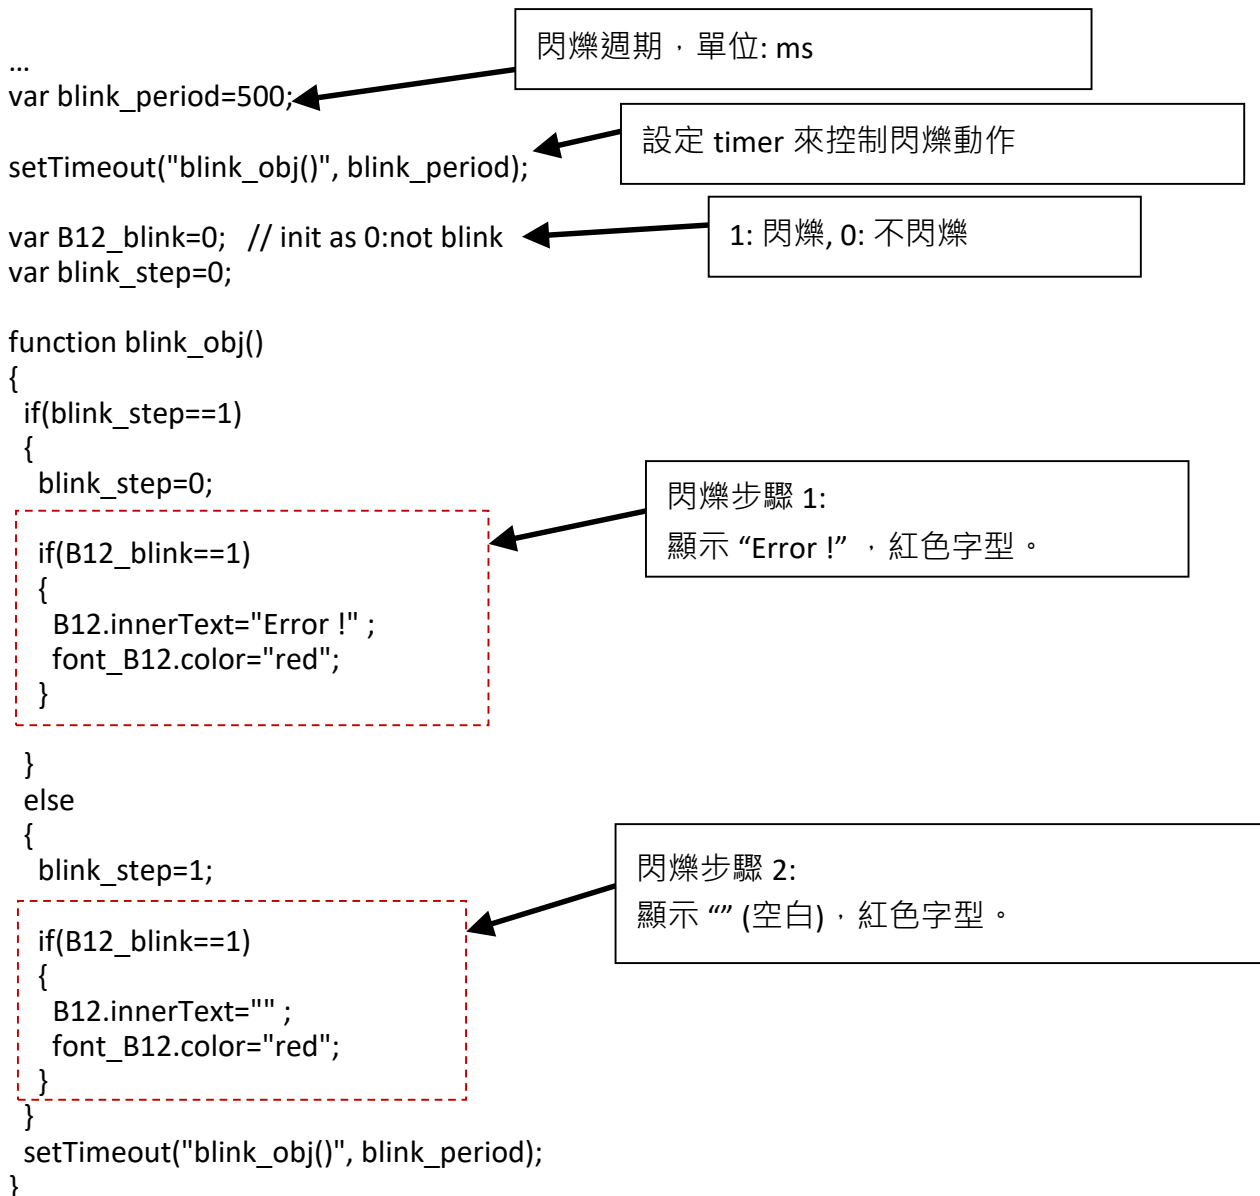 ...
閃爍週期，單位: ms
var blink_period=500;
設定 timer 來控制閃爍動作
setTimeout("blink_obj()", blink_period);
var B12_blink=0;   // init as 0:not blink
1: 閃爍, 0: 不閃爍
var blink_step=0;
function blink_obj()
{
if(blink_step==1)
{
blink_step=0;
閃爍步驟 1:
顯示 “Error !” ，紅色字型。
if(B12_blink==1)
{
B12.innerText="Error !" ;
font_B12.color="red";
}
}
else
{
blink_step=1;
閃爍步驟 2:
顯示 “” (空白)，紅色字型。
if(B12_blink==1)
{
B12.innerText="" ;
font_B12.color="red";
}
}
setTimeout("blink_obj()", blink_period);
}